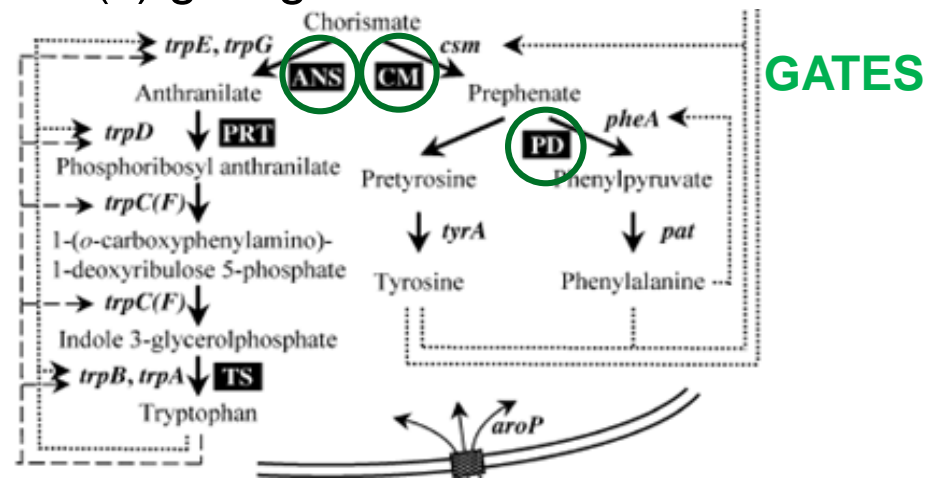 Chorismate
trpE, trpG
csm
ANS
CM
GATES
Anthranilate
Prephenate
trpD
PRT
PD
pheA
Phosphoribosyl anthranilate
Pretyrosine
Phenylpyruvate
trpC(F)
1-(o-carboxyphenylamino)-
1-deoxyribulose 5-phosphate
tyrA
pat
Tyrosine
Phenylalanine
trpC(F)
Indole 3-glycerolphosphate
trpB, trpA
TS
Tryptophan
aroP